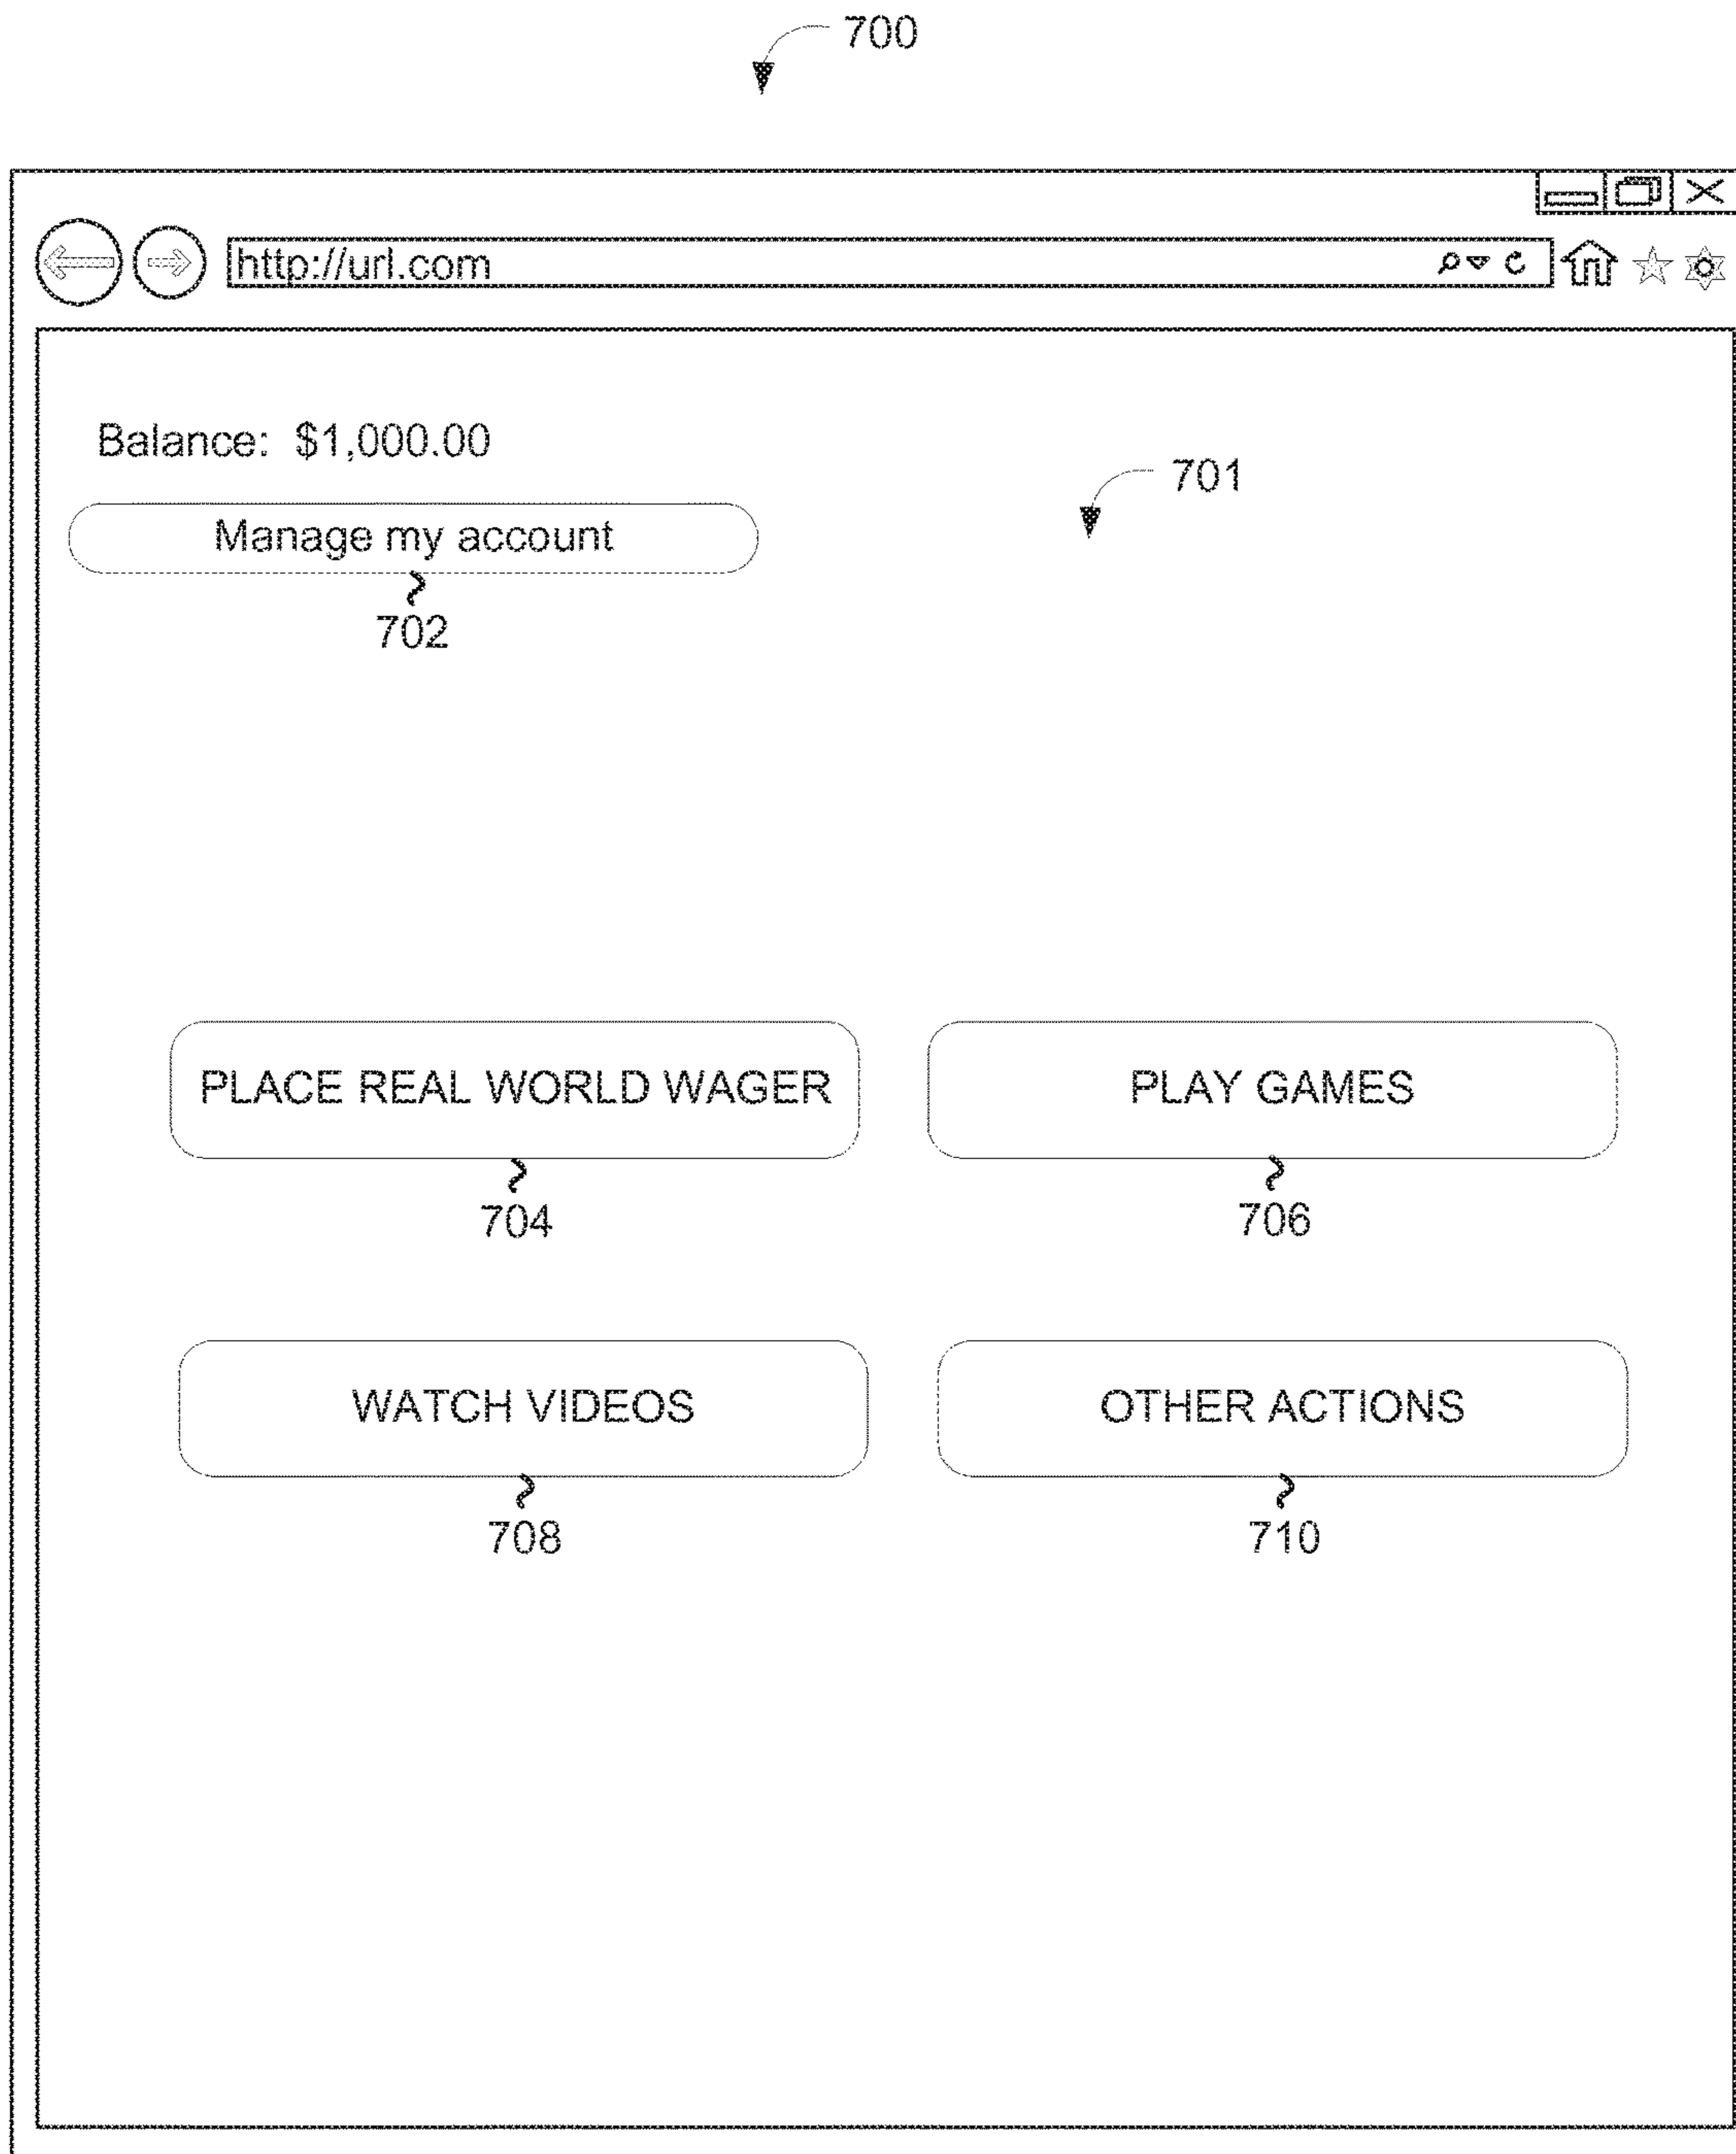 700
http://url.com
Balance: $1,000.00
701
Manage my account
702
PLACE REAL WORLD WAGER
PLAY GAMES
704
706
WATCH VIDEOS
OTHER ACTIONS
708
710